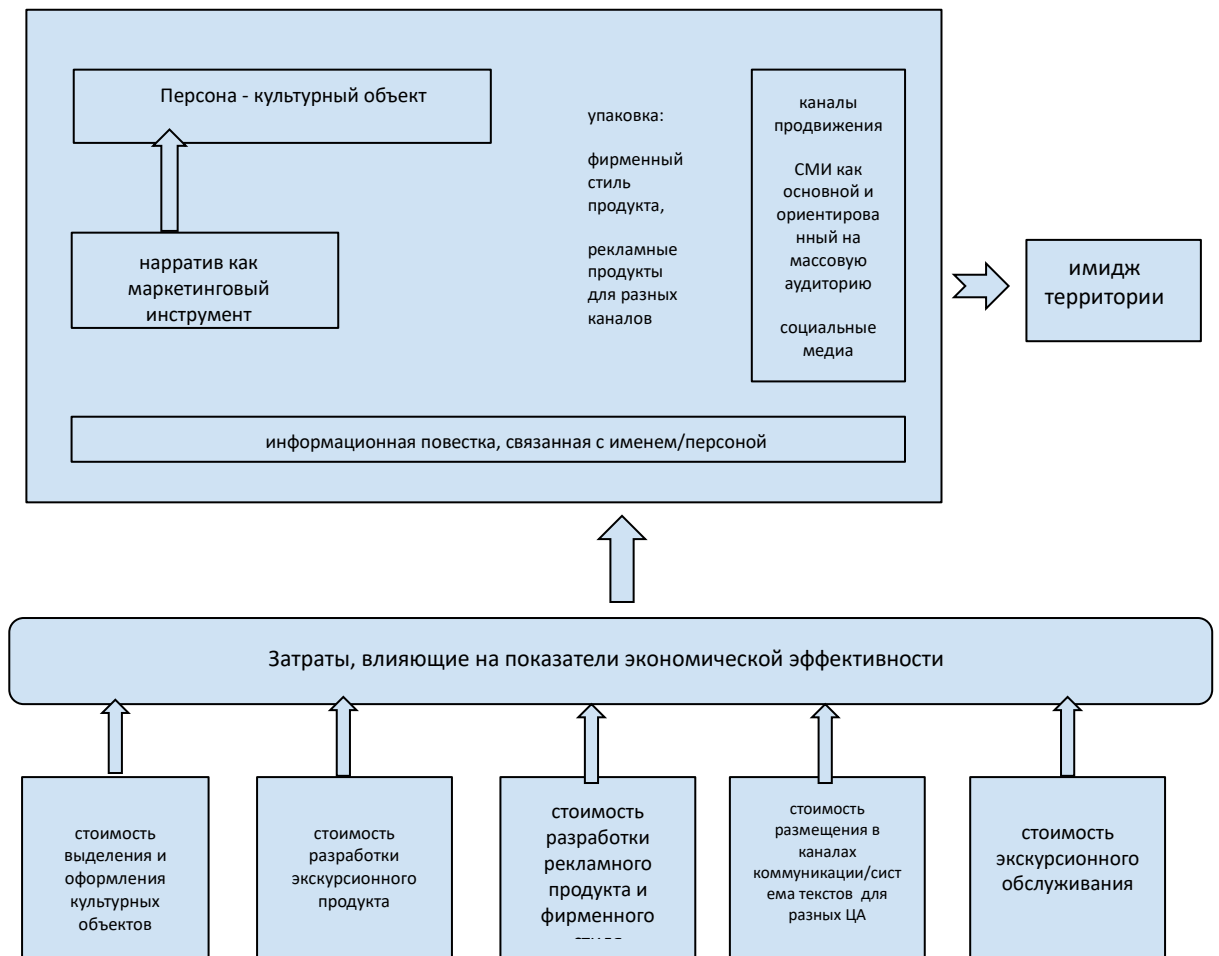 Персона - культурный объект
нарратив как
маркетинговый
инструмент
упаковка:
фирменный
стиль
продукта,
рекламные
продукты
для разных
каналов
каналы
продвижения
СМИ как
основной и
ориентирова
нный на
массовую
аудиторию
социальные
медиа
информационная повестка, связанная с именем/персоной
имидж
территории
Затраты, влияющие на показатели экономической эффективности
стоимость
выделения и
оформления
культурных
объектов
стоимость
разработки
экскурсионного
продукта
стоимость
разработки
рекламного
продукта и
фирменного
стоимость
размещения в
каналах
коммуникации/сист
ема текстов для
разных ЦА
стоимость
экскурсионного
обслуживания